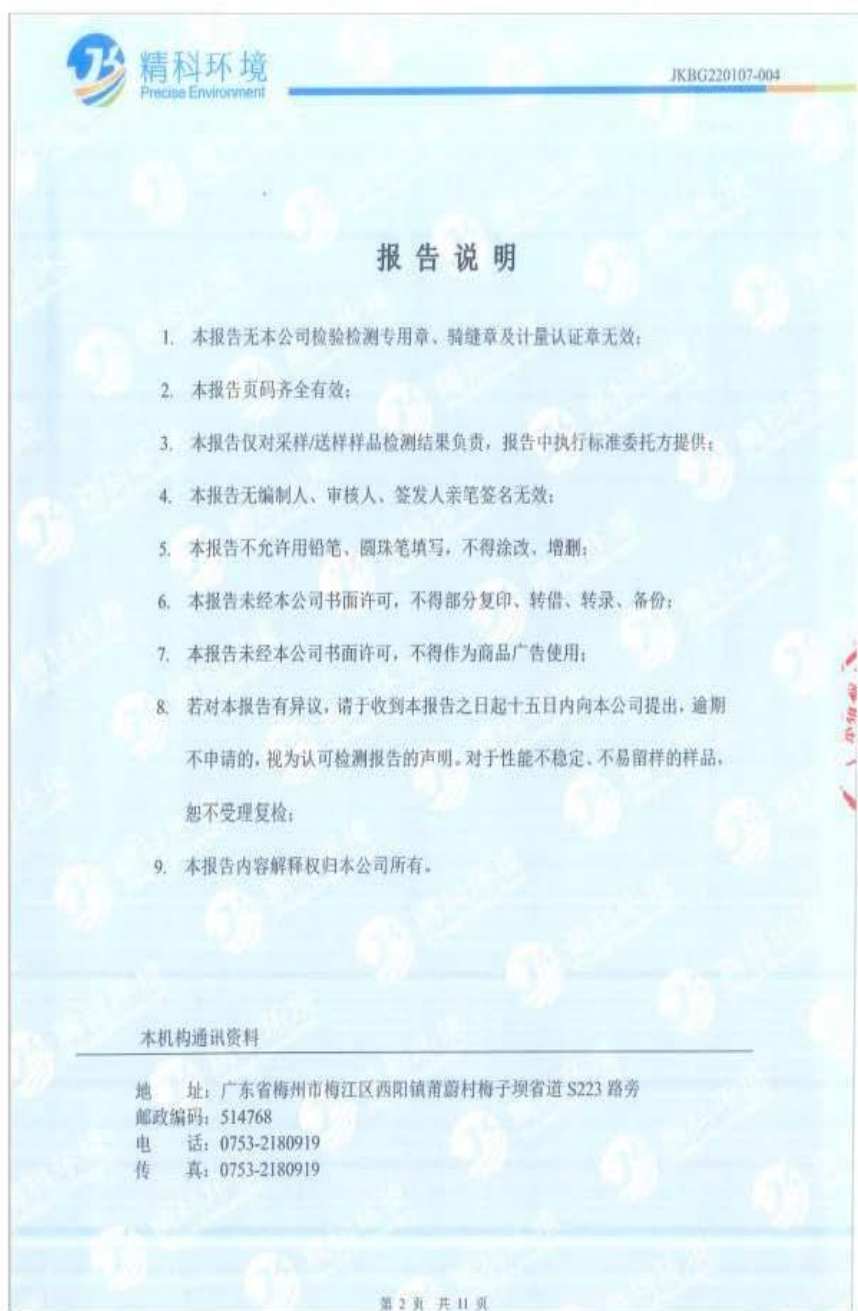 精科环境
Precise Environment
JKBG220107-004
报告说明
1. 本报告无本公司检验检测专用章、骑缝章及计量认证章无效;
2. 本报告页码齐全有效;
3. 本报告仅对采样/送样样品检测结果负责，报告中执行标准委托方提供;
4. 本报告无编制人、审核人、签发人亲笔签名无效;
5. 本报告不允许用铅笔、圆珠笔填写，不得涂改、增删;
6. 本报告未经本公司书面许可，不得部分复印、转借、转录、备份;
7. 本报告未经本公司书面许可，不得作为商品广告使用;
8. 若对本报告有异议，请于收到本报告之日起十五日内向本公司提出，逾期
不申请的，视为认可检测报告的声明。对于性能不稳定、不易留样的样品，
恕不受理复检;
9. 本报告内容解释权归本公司所有。
本机构通讯资料
地 址: 广东省梅州市梅江区西阳镇莆蔚村梅子坝省道 S223 路旁
邮政编码: 514768
电 话: 0753-2180919
传 真: 0753-2180919
第 2 页 共 11 页